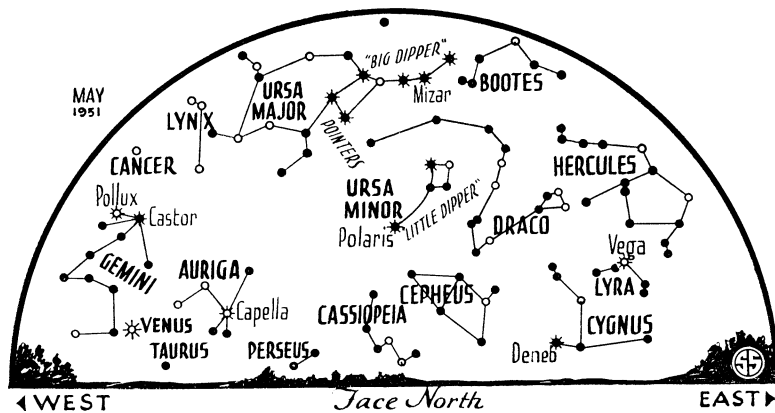 "BIG DIPPER"
BOOTES
Mizar
URSA
MAJOR
MAY
1951
LYNX
POINTERS
CANCER
HERCULES
Pollux
Castor
URSA
MINOR
"LITTLE DIPPER"
Polaris
DRACO
GEMINI
AURIGA
Vega
LYRA
CEPHEUS
Capella
CASSIOPEIA
VENUS
CYGNUS
TAURUS
PERSEUS
Deneb
WEST
Face North
EAST